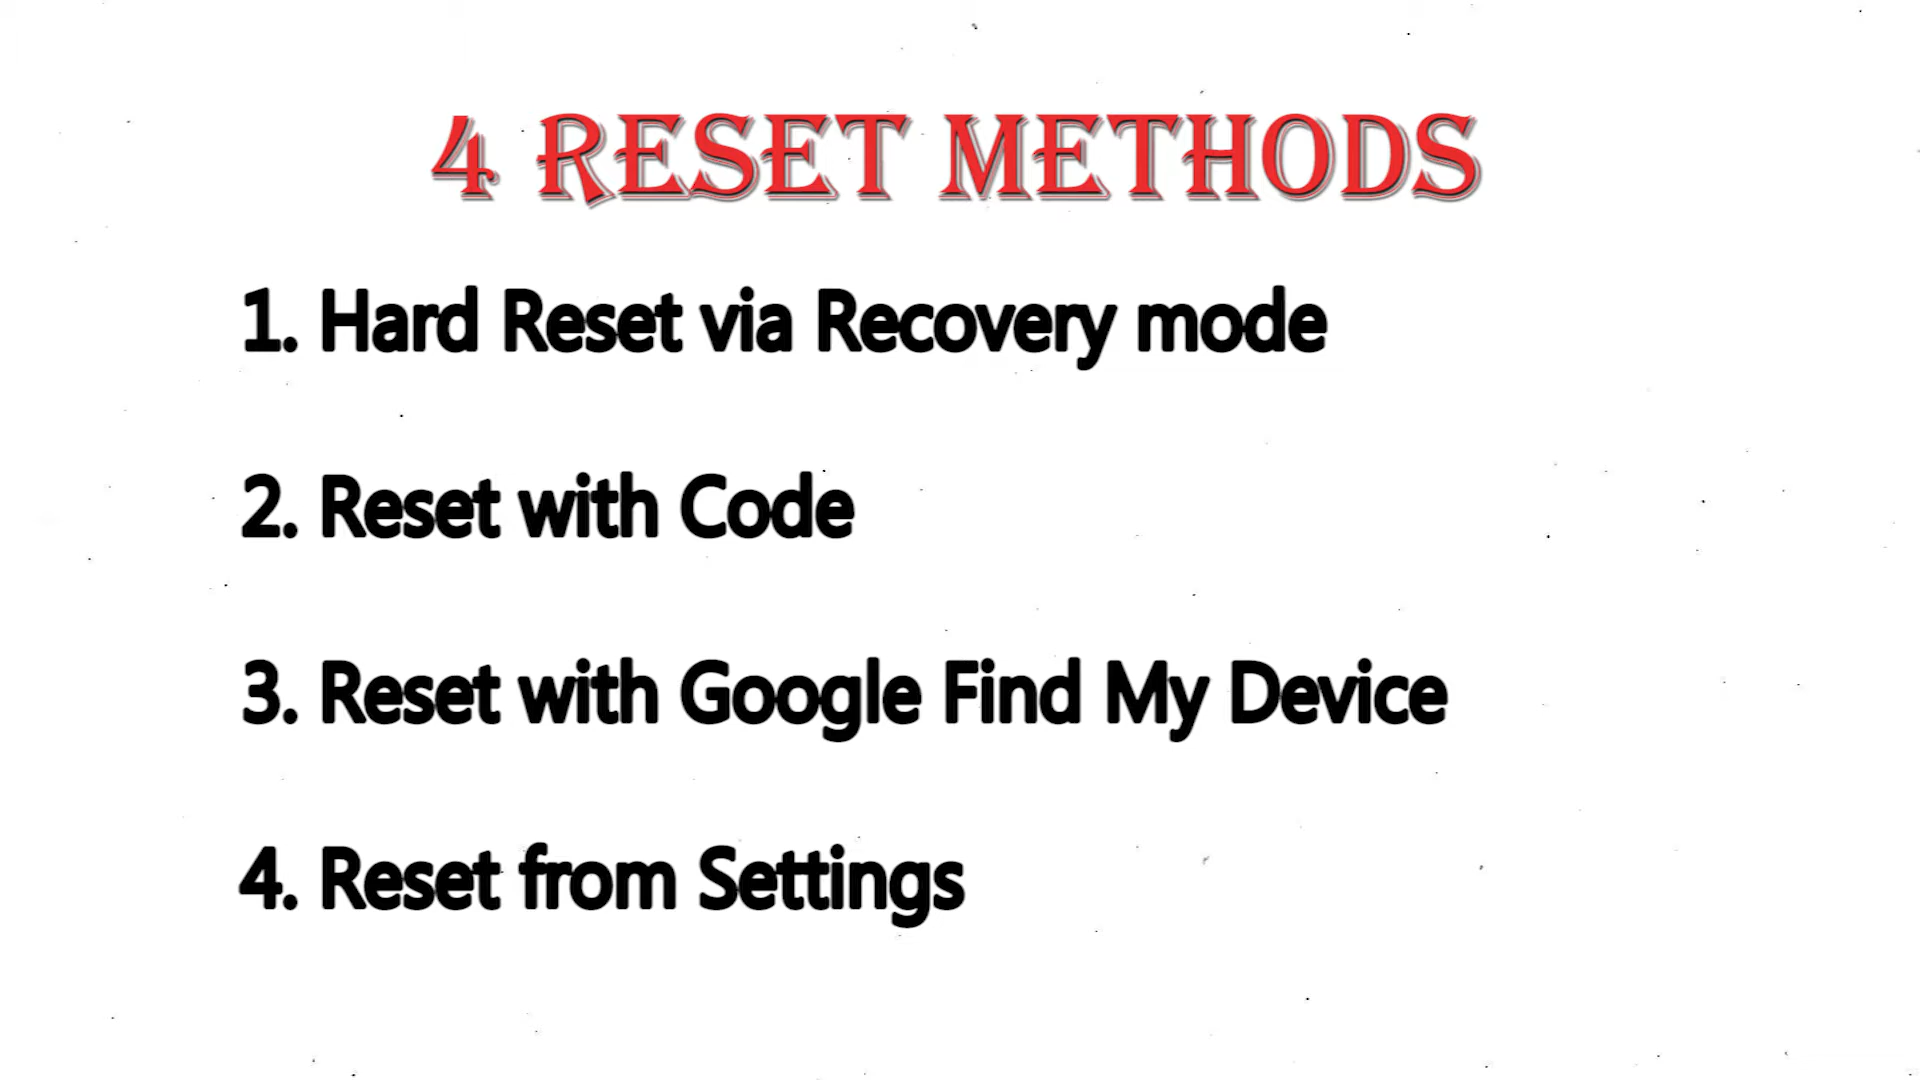 4 RESET METHODS
1. Hard Reset via Recovery mode
2. Reset with Code
3. Reset with Google Find My Device
4. Reset from Settings